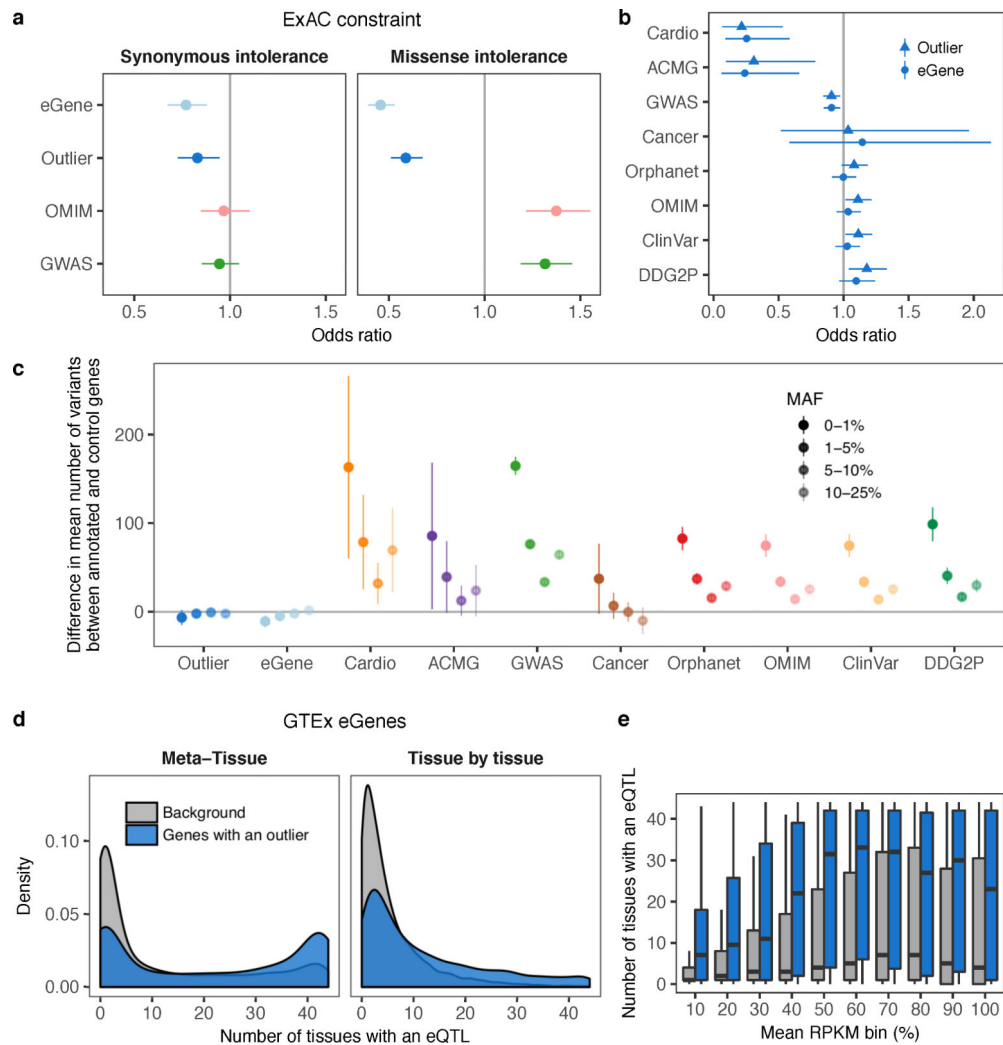 a
ExAC constraint
Synonymous intolerance
Missense intolerance
eGene
Outlier
OMIM
GWAS
0.5 1.0 1.5
0.5 1.0 1.5
Odds ratio
b
Cardio
ACMG
GWAS
Cancer
Orphanet
OMIM
ClinVar
DDG2P
Outlier
eGene
0.0 0.5 1.0 1.5 2.0
Odds ratio
c
Difference in mean number of variants
between annotated and control genes
200
100
0
MAF
0–1%
1–5%
5–10%
10–25%
Outlier eGene Cardio ACMG GWAS Cancer Orphanet OMIM ClinVar DDG2P
d
GTEx eGenes
Meta–Tissue
Tissue by tissue
Background
Genes with an outlier
Density
0.10
0.05
0.00
0 10 20 30 40
0 10 20 30 40
Number of tissues with an eQTL
e
Number of tissues with an eQTL
40
30
20
10
0
10 20 30 40 50 60 70 80 90 100
Mean RPKM bin (%)